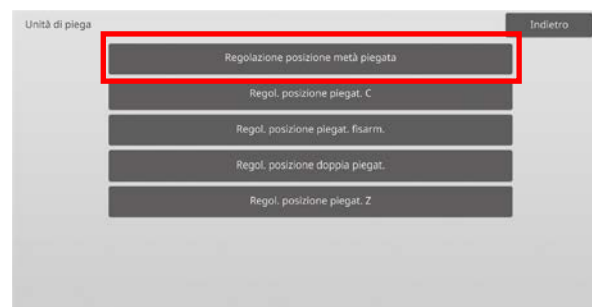 Unità di piega
Indietro
Regolazione posizione metà piegata
Regol. posizione piegat. C
Regol. posizione piegat. fisarm.
Regol. posizione doppia piegat.
Regol. posizione piegat. Z